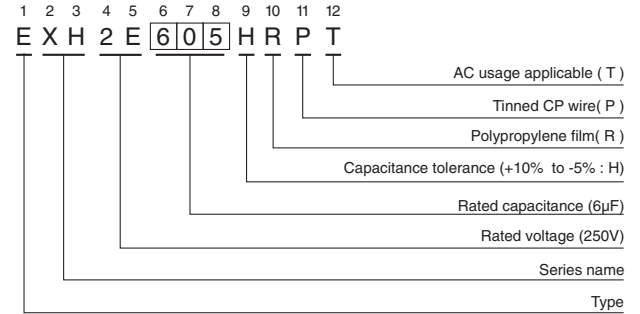 1 2 3 4 5 6 7 8 9 10 11 12
E X H 2 E 6 0 5 H R P T
AC usage applicable ( T )
Tinned CP wire( P )
Polypropylene film( R )
Capacitance tolerance (+10% to -5% : H)
Rated capacitance (6µF)
Rated voltage (250V)
Series name
Type